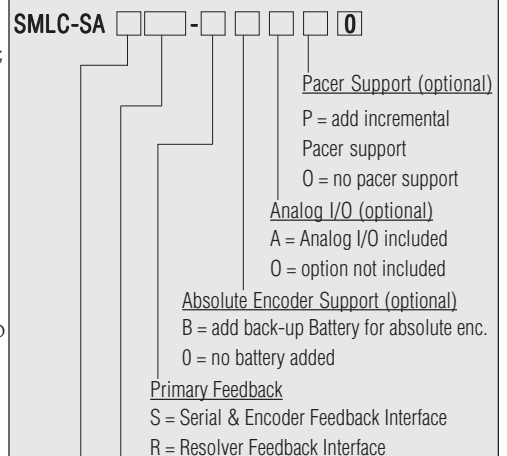 SMLC-SA - 0
Pacer Support (optional)
P = add incremental
Pacer support
O = no pacer support
Analog I/O (optional)
A = Analog I/O included
O = option not included
Absolute Encoder Support (optional)
B = add back-up Battery for absolute enc.
0 = no battery added
Primary Feedback
S = Serial & Encoder Feedback Interface
R = Resolver Feedback Interface